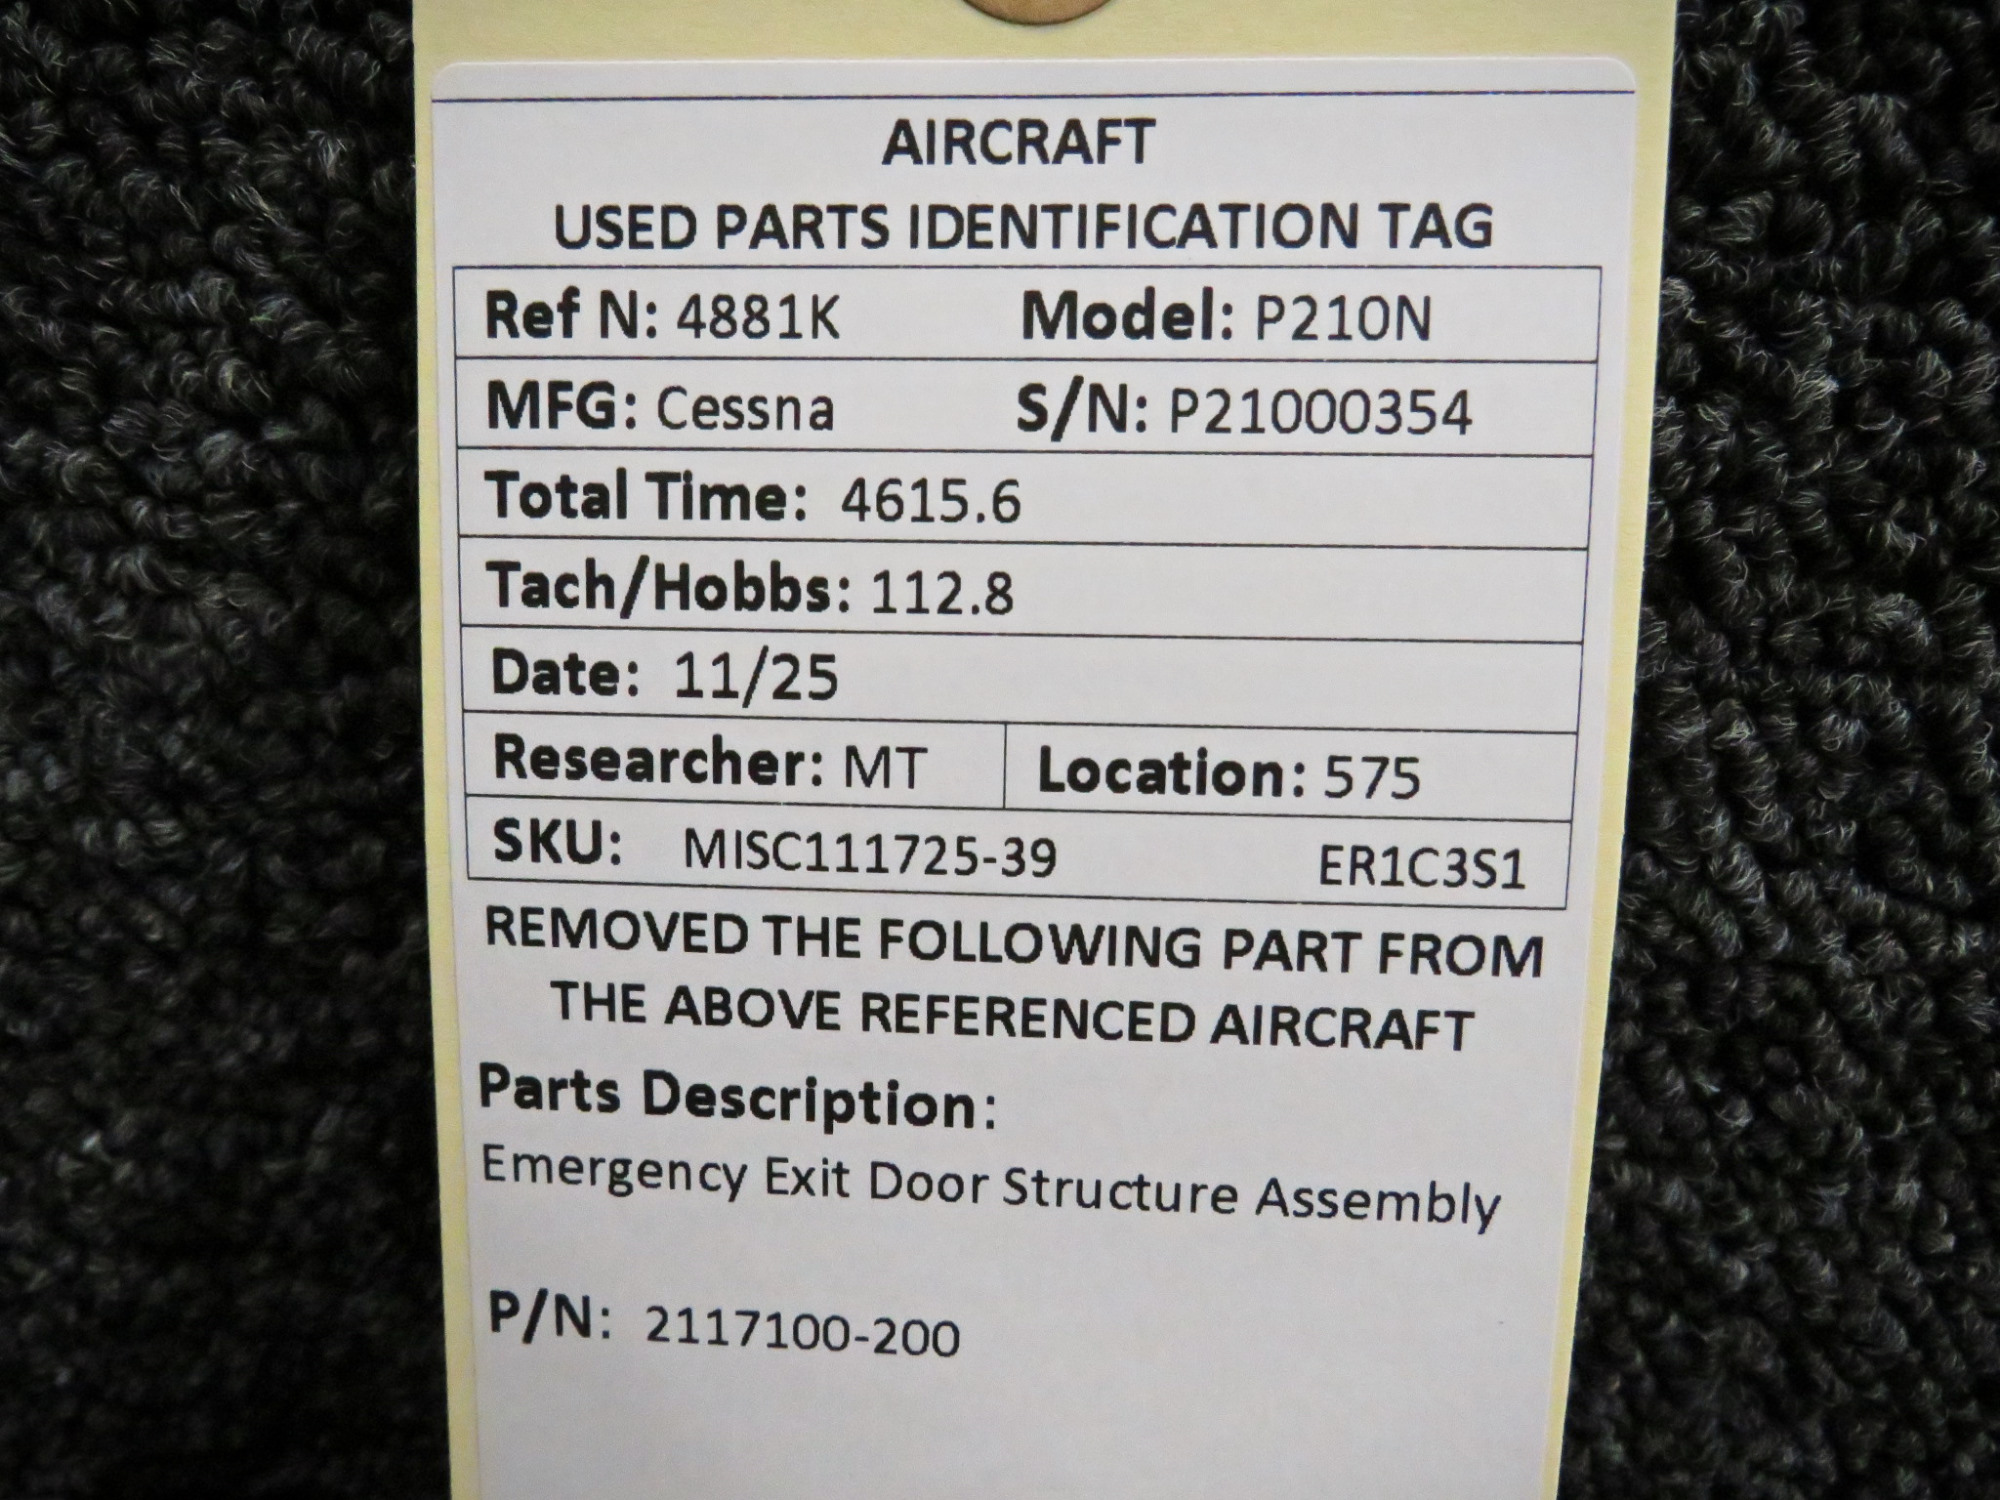 AIRCRAFT
USED PARTS IDENTIFICATION TAG
Ref N: 4881K Model: P210N
MFG: Cessna S/N: P21000354
Total Time: 4615.6
Tach/Hobbs: 112.8
Date: 11/25
Researcher: MT Location: 575
SKU: MISC111725-39 ER1C3S1
REMOVED THE FOLLOWING PART FROM
THE ABOVE REFERENCED AIRCRAFT
Parts Description:
Emergency Exit Door Structure Assembly
P/N: 2117100-200